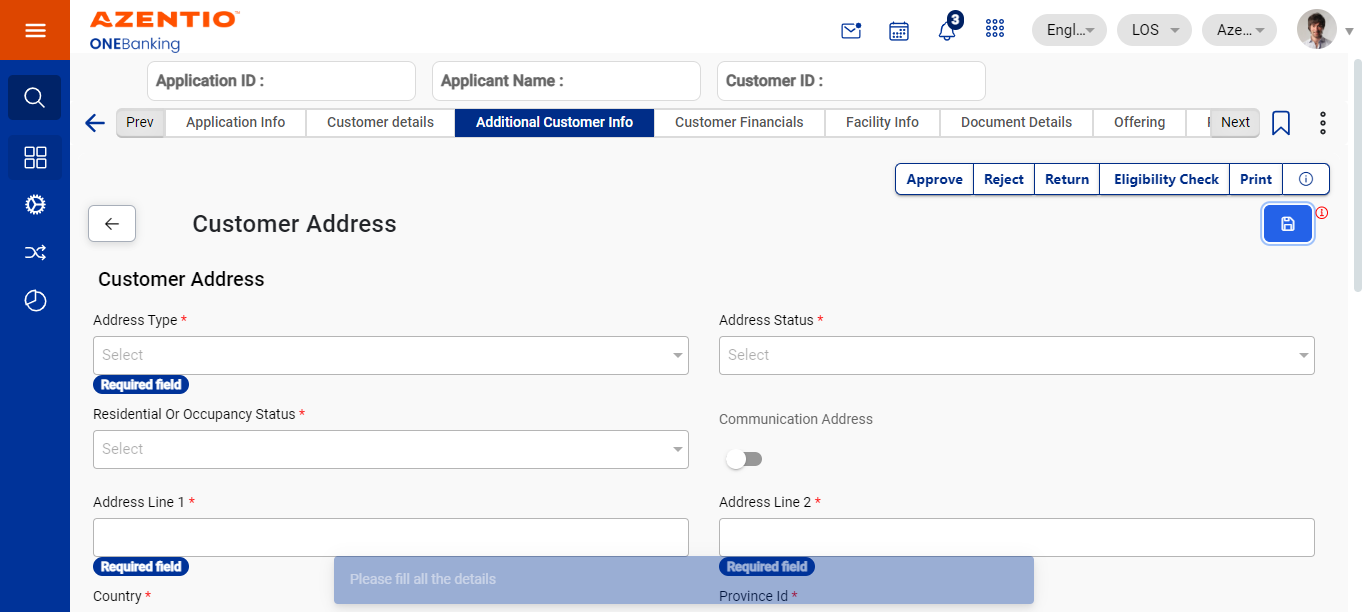 AZENTIO
ONEBanking
3
Engl...
LOS
Aze...
Application ID :
Applicant Name :
Customer ID :
Prev
Application Info
Customer details
Additional Customer Info
Customer Financials
Facility Info
Document Details
Offering
Next
Approve
Reject
Return
Eligibility Check
Print
Customer Address
Customer Address
Address Type *
Address Status *
Select
Select
Required field
Residential Or Occupancy Status *
Communication Address
Select
Address Line 1 *
Address Line 2 *
Required field
Required field
Please fill all the details
Country *
Province Id *